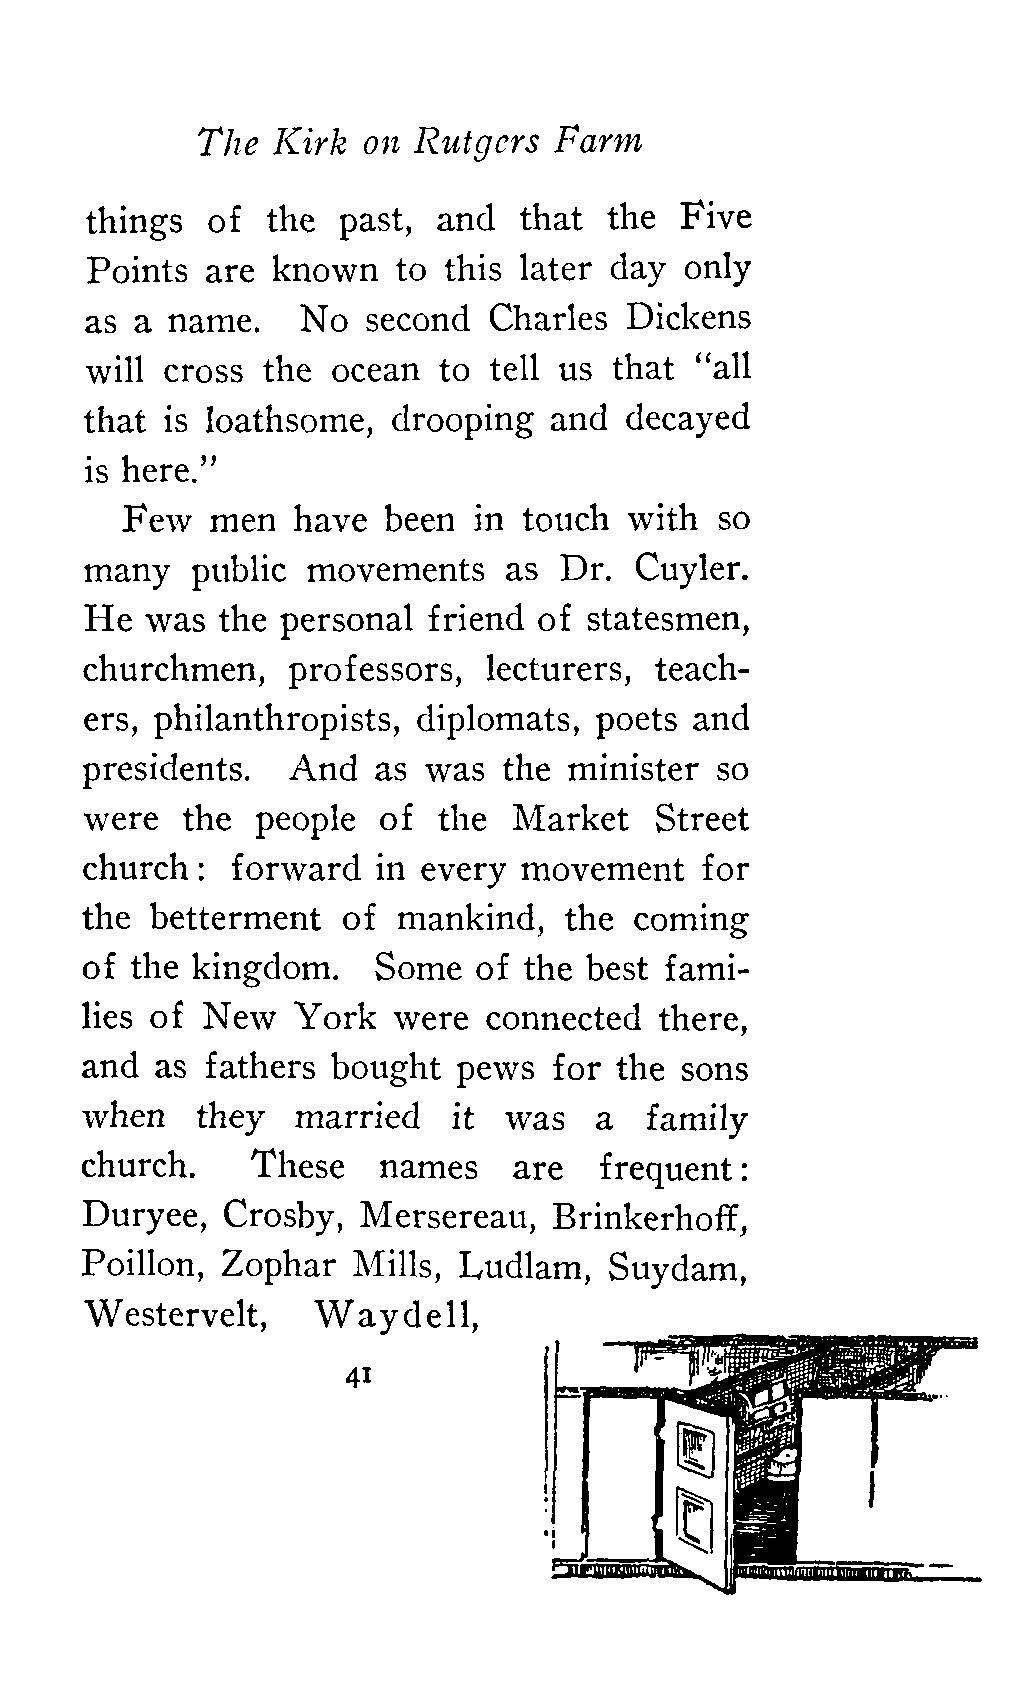 The Kirk on Rutgers Farm
things of the past, and that the Five
Points are known to this later day only
as a name. No second Charles Dickens
will cross the ocean to tell us that "all
that is loathsome, drooping and decayed
is here."
Few men have been in touch with so
many public movements as Dr. Cuyler.
He was the personal friend of statesmen,
churchmen, professors, lecturers, teach-
ers, philanthropists, diplomats, poets and
presidents. And as was the minister so
were the people of the Market Street
church: forward in every movement for
the betterment of mankind, the coming
of the kingdom. Some of the best fami-
lies of New York were connected there,
and as fathers bought pews for the sons
when they married it was a family
church. These names are frequent:
Duryee, Crosby, Mersereau, Brinkerhoff,
Poillon, Zophar Mills, Ludlam, Suydam,
Westervelt, Waydell,
41